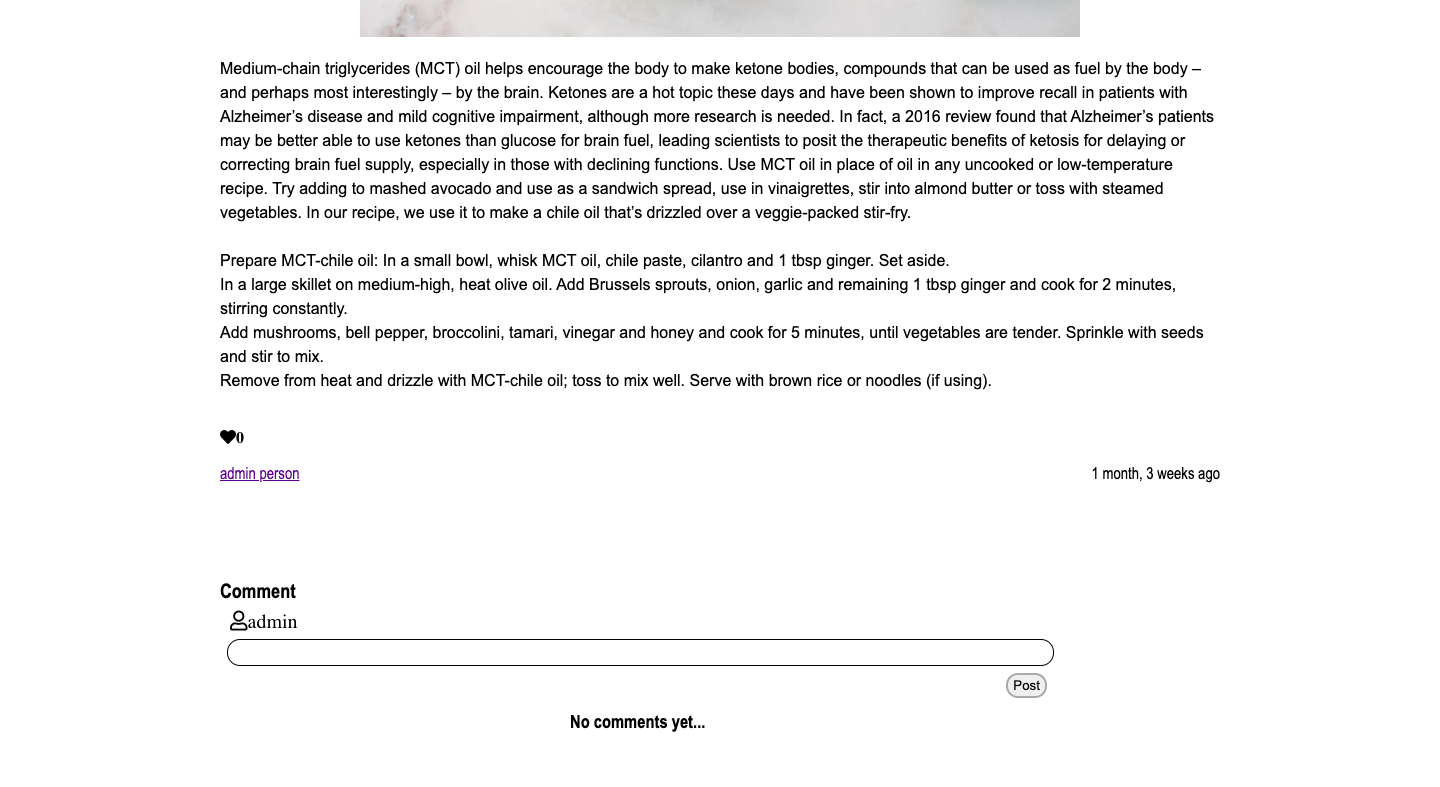 Medium-chain triglycerides (MCT) oil helps encourage the body to make ketone bodies, compounds that can be used as fuel by the body –
and perhaps most interestingly – by the brain. Ketones are a hot topic these days and have been shown to improve recall in patients with
Alzheimer’s disease and mild cognitive impairment, although more research is needed. In fact, a 2016 review found that Alzheimer’s patients
may be better able to use ketones than glucose for brain fuel, leading scientists to posit the therapeutic benefits of ketosis for delaying or
correcting brain fuel supply, especially in those with declining functions. Use MCT oil in place of oil in any uncooked or low-temperature
recipe. Try adding to mashed avocado and use as a sandwich spread, use in vinaigrettes, stir into almond butter or toss with steamed
vegetables. In our recipe, we use it to make a chile oil that’s drizzled over a veggie-packed stir-fry.
Prepare MCT-chile oil: In a small bowl, whisk MCT oil, chile paste, cilantro and 1 tbsp ginger. Set aside.
In a large skillet on medium-high, heat olive oil. Add Brussels sprouts, onion, garlic and remaining 1 tbsp ginger and cook for 2 minutes,
stirring constantly.
Add mushrooms, bell pepper, broccolini, tamari, vinegar and honey and cook for 5 minutes, until vegetables are tender. Sprinkle with seeds
and stir to mix.
Remove from heat and drizzle with MCT-chile oil; toss to mix well. Serve with brown rice or noodles (if using).
0
admin person
1 month, 3 weeks ago
Comment
admin
Post
No comments yet...